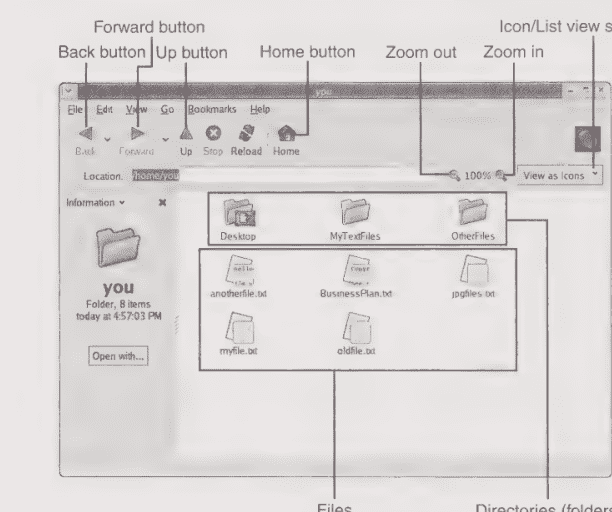 Forward button
Icon/List view s
Back button Up button Home button Zoom out Zoom in
you
File Edit View Go Bookmarks Help
Back Forward Up Stop Reload Home
Location: /home/you 100% View as Icons
Information
Desktop MyTextFiles OtherFiles
you
Folder, 8 items
today at 4:57:03 PM
anotherfile.txt BusinessPlan.txt jpgfiles.txt
Open with...
myfile.txt oldfile.txt
Files Directories (folders